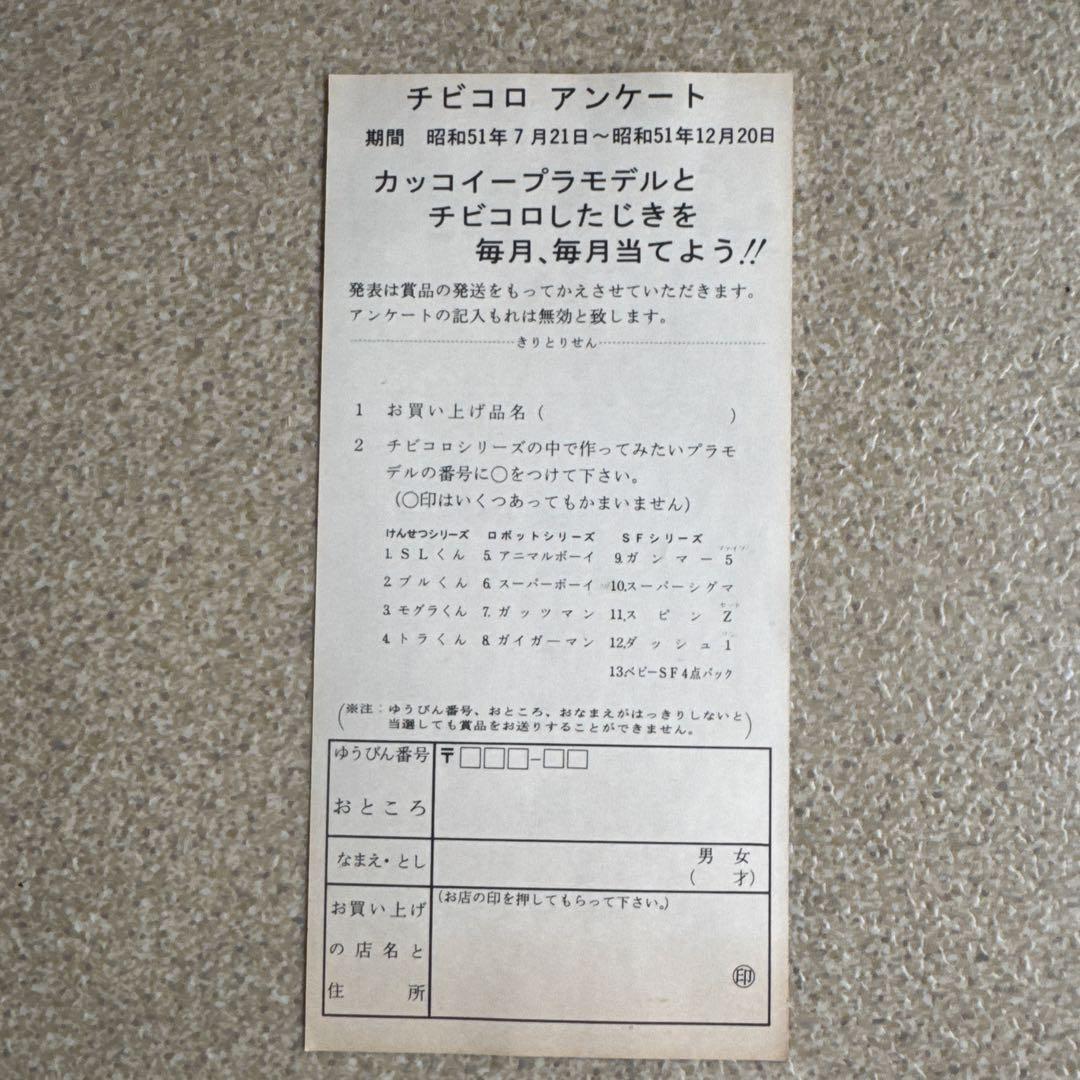 チビコロ アンケート
期間 昭和51年7月21日～昭和51年12月20日
カッコイープラモデルと
チビコロしたじきを
毎月、毎月当てよう!!
発表は賞品の発送をもってかえさせていただきます。
アンケートの記入もれは無効と致します。
きりとりせん
1 お買い上げ品名( )
2 チビコロシリーズの中で作ってみたいプラモ
デルの番号に○をつけて下さい。
(○印はいくつあってもかまいません)
けんせつシリーズ ロボットシリーズ SFシリーズ
1. SLくん 5. アニマルボーイ 9. ガンマー5
2. ブルくん 6. スーパーボーイ 10. スーパーシグマ
3. モグラくん 7. ガッツマン 11. スピンZ
4. トラくん 8. ガイガーマン 12. ダッシュ1
13 ベビーSF4点パック
(※注:ゆうびん番号、おところ、おなまえがはっきりしないと
当選しても賞品をお送りすることができません。)
ゆうびん番号 〒□□□-□□
おところ
なまえ・とし 男 女
( 才)
お買い上げ (お店の印を押してもらって下さい。)
の店名と
住所 ㊞